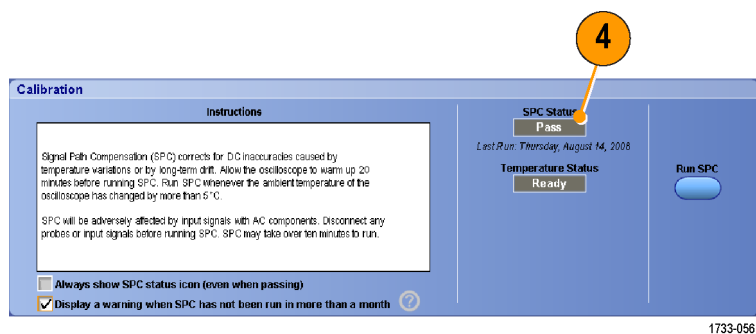 4
Calibration
Instructions
Signal Path Compensation (SPC) corrects for DC inaccuracies caused by
temperature variations or by long-term drift. Allow the oscilloscope to warm up 20
minutes before running SPC. Run SPC whenever the ambient temperature of the
oscilloscope has changed by more than 5°C.
SPC will be adversely affected by input signals with AC components. Disconnect any
probes or input signals before running SPC. SPC may take over ten minutes to run.
Always show SPC status icon (even when passing)
Display a warning when SPC has not been run in more than a month ?
SPC Status
Pass
Last Run: Thursday, August 14, 2008
Temperature Status
Ready
Run SPC
1733-056